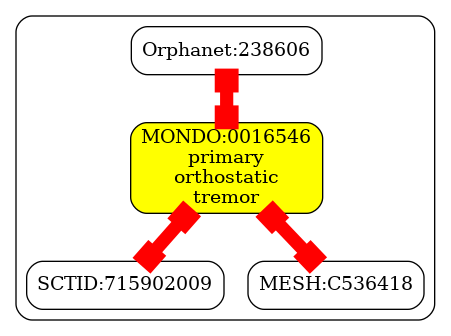 Orphanet:238606
MONDO:0016546
primary
orthostatic
tremor
SCTID:715902009
MESH:C536418